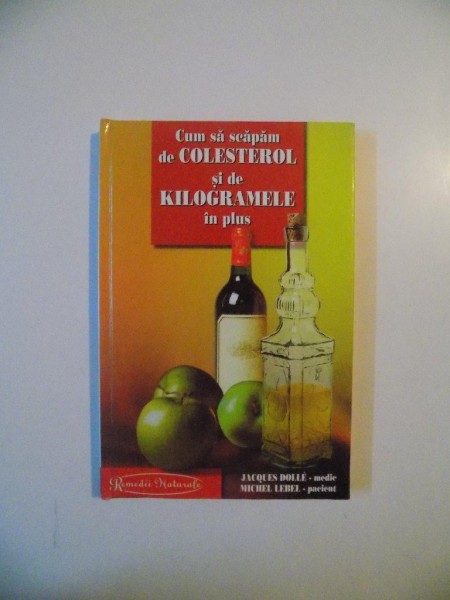 Cum să scăpăm
de COLESTEROL
și de
KILOGRAMELE
în plus
Remedii Naturale
JACQUES DOLLÉ - medic
MICHEL LEBEL - pacient